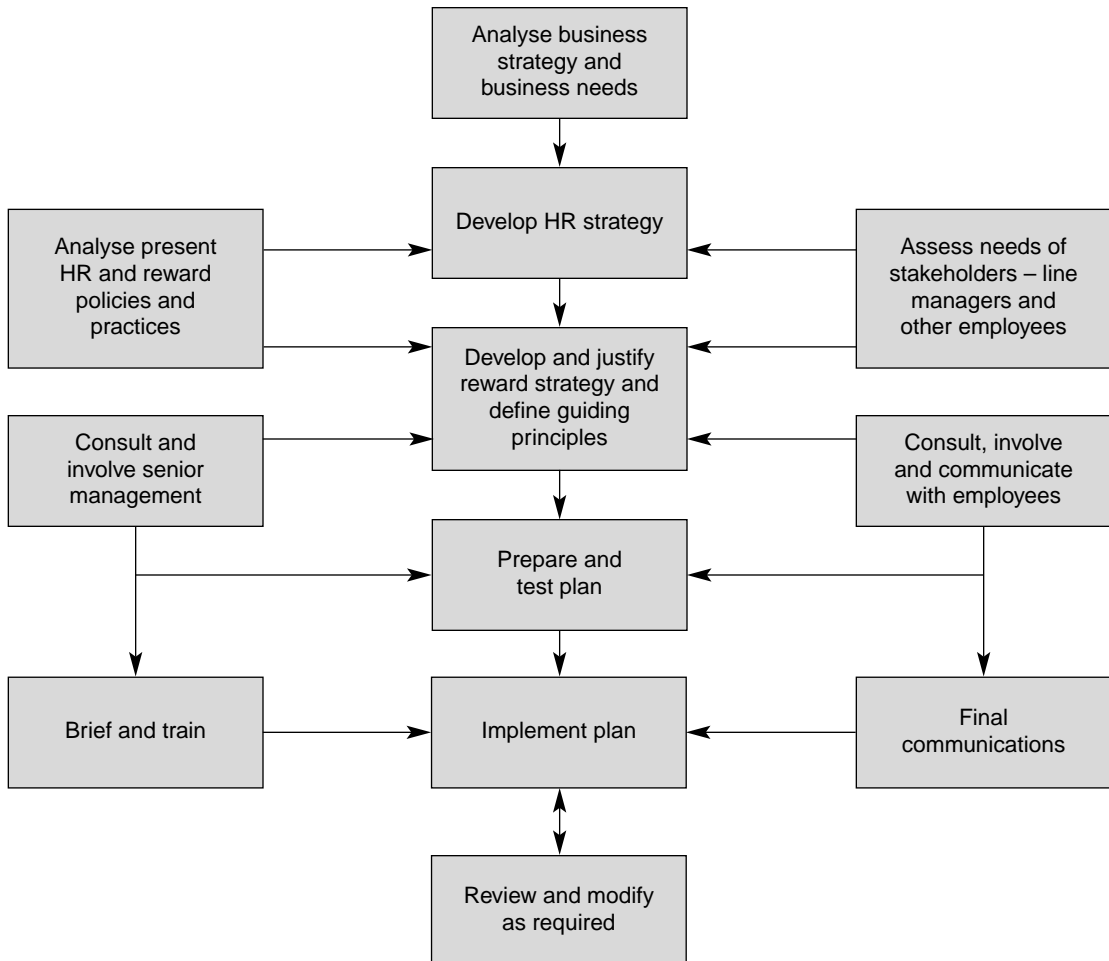 Analyse business
strategy and
business needs
Develop HR strategy
Analyse present
HR and reward
policies and
practices
Assess needs of
stakeholders – line
managers and
other employees
Develop and justify
reward strategy and
define guiding
principles
Consult and
involve senior
management
Consult, involve
and communicate
with employees
Prepare and
test plan
Brief and train
Implement plan
Final
communications
Review and modify
as required